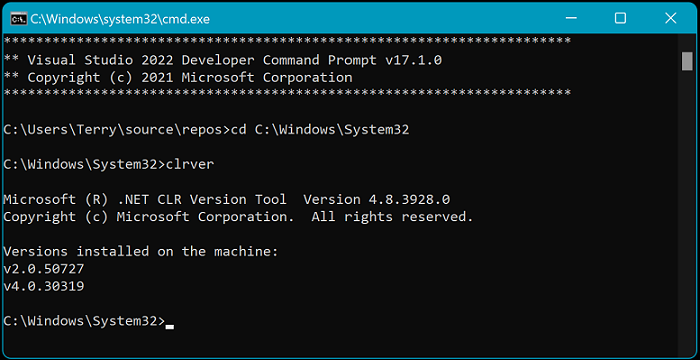 C:\Windows\system32\cmd.exe
**********************************************************************
** Visual Studio 2022 Developer Command Prompt v17.1.0
** Copyright (c) 2021 Microsoft Corporation
**********************************************************************
C:\Users\Terry\source\repos>cd C:\Windows\System32
C:\Windows\System32>clrver
Microsoft (R) .NET CLR Version Tool  Version 4.8.3928.0
Copyright (c) Microsoft Corporation.  All rights reserved.
Versions installed on the machine:
v2.0.50727
v4.0.30319
C:\Windows\System32>